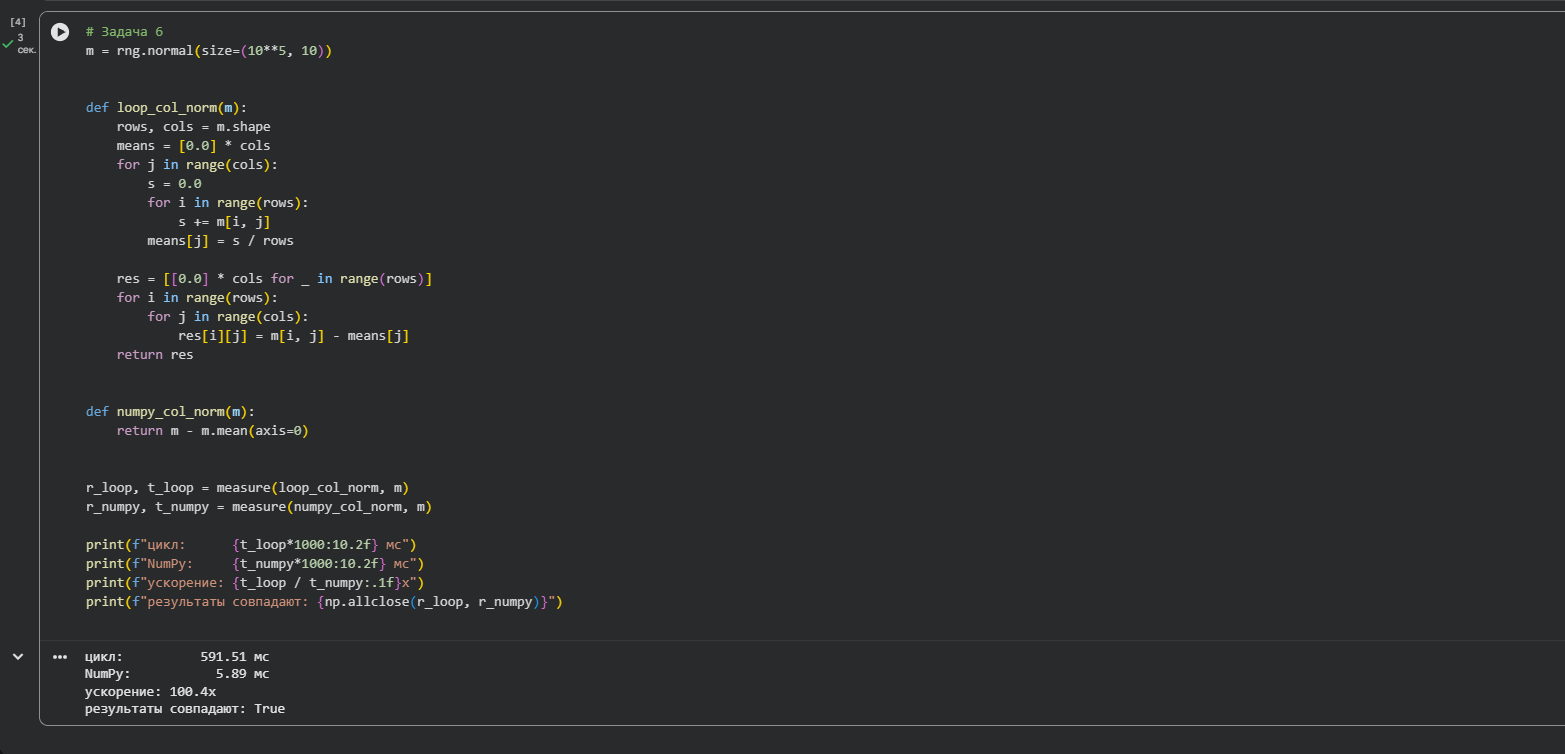 [4]
3
сек.
# Задача 6
m = rng.normal(size=(10**5, 10))
def loop_col_norm(m):
    rows, cols = m.shape
    means = [0.0] * cols
    for j in range(cols):
        s = 0.0
        for i in range(rows):
            s += m[i, j]
        means[j] = s / rows
    res = [[0.0] * cols for _ in range(rows)]
    for i in range(rows):
        for j in range(cols):
            res[i][j] = m[i, j] - means[j]
    return res
def numpy_col_norm(m):
    return m - m.mean(axis=0)
r_loop, t_loop = measure(loop_col_norm, m)
r_numpy, t_numpy = measure(numpy_col_norm, m)
print(f"цикл:      {t_loop*1000:10.2f} мс")
print(f"NumPy:     {t_numpy*1000:10.2f} мс")
print(f"ускорение: {t_loop / t_numpy:.1f}x")
print(f"результаты совпадают: {np.allclose(r_loop, r_numpy)}")
цикл:          591.51 мс
NumPy:           5.89 мс
ускорение: 100.4x
результаты совпадают: True